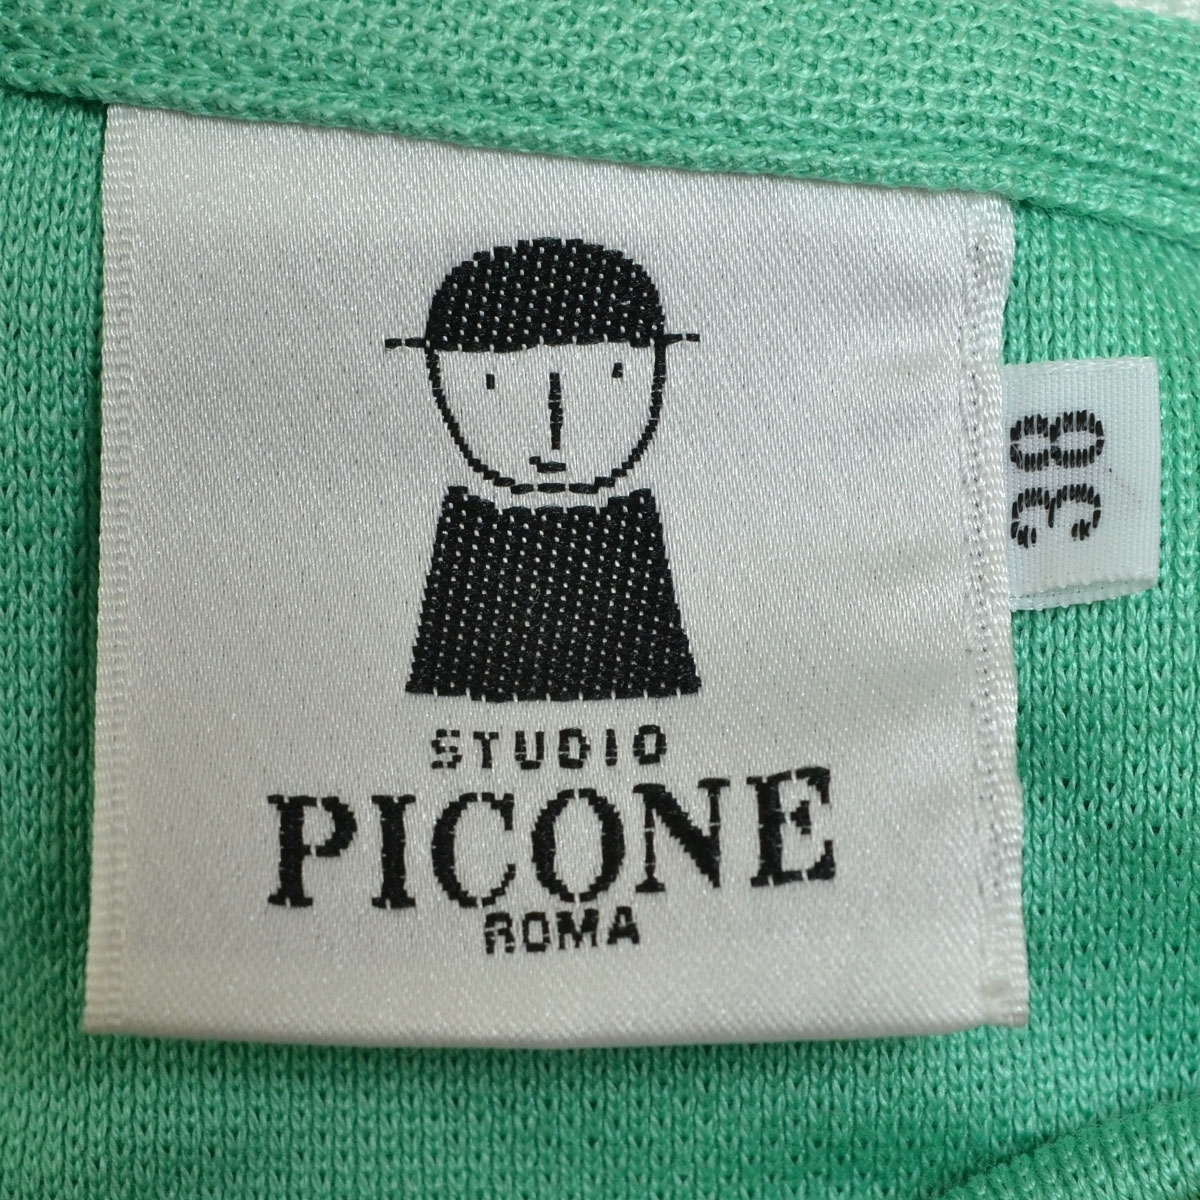 STUDIO
PICONE
ROMA
38